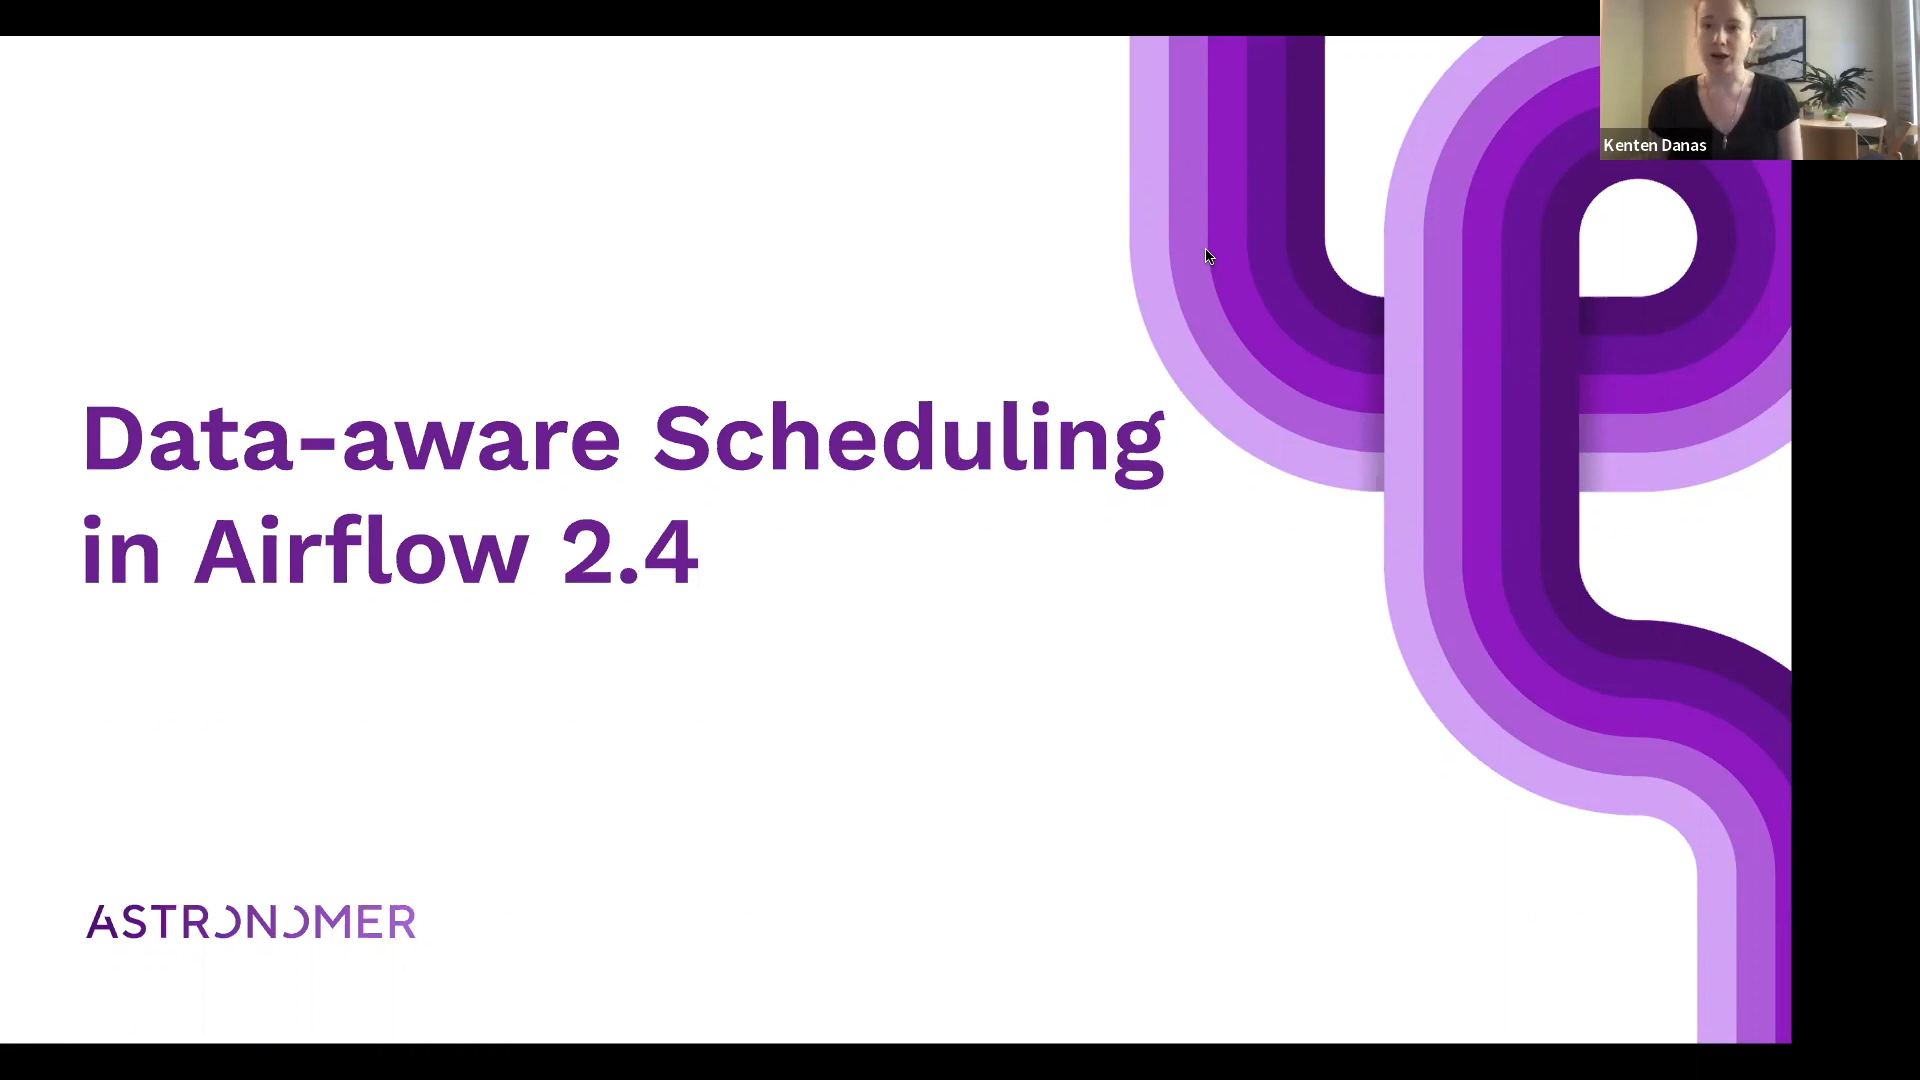 Kenten Danas
Data-aware Scheduling
in Airflow 2.4
ASTRONOMER